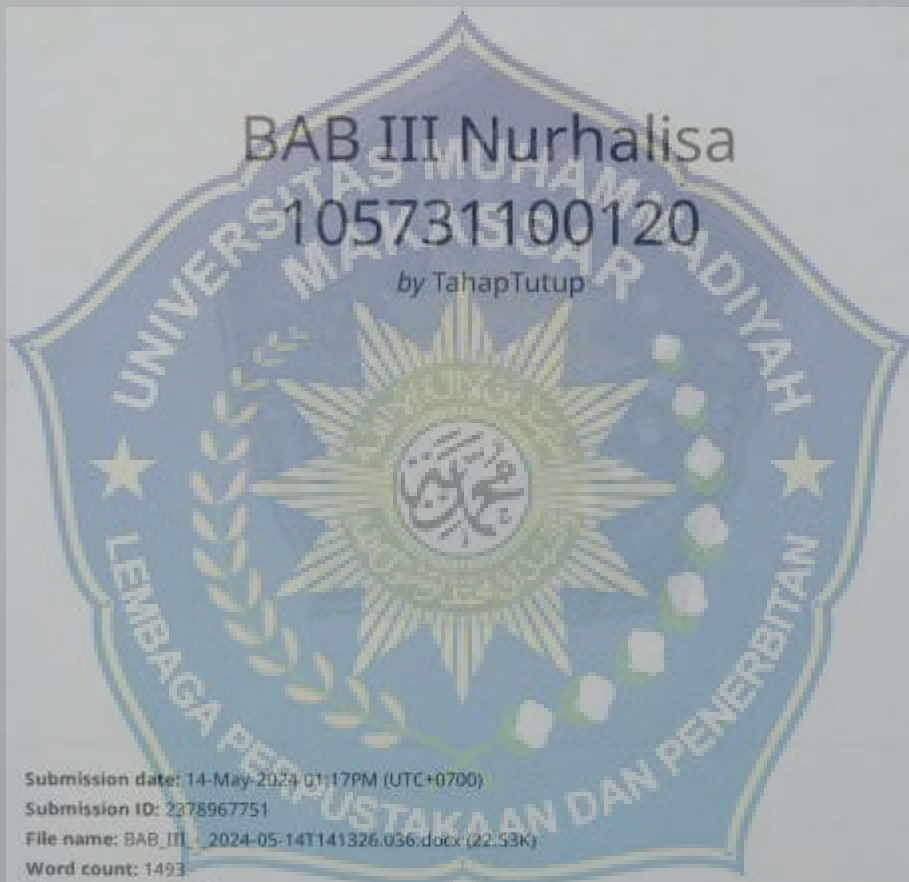 BAB III Nurhalisa
105731100120
by TahapTutup
UNIVERSITAS MUHAMMADIYAH
MAKASSAR
محمدية
LEMBAGA PERPUSTAKAAN DAN PENERBITAN
Submission date: 14-May-2024 01:17PM (UTC+0700)
Submission ID: 2378967751
File name: BAB_III_-_2024-05-14T141326.036.docx (22.53K)
Word count: 1493